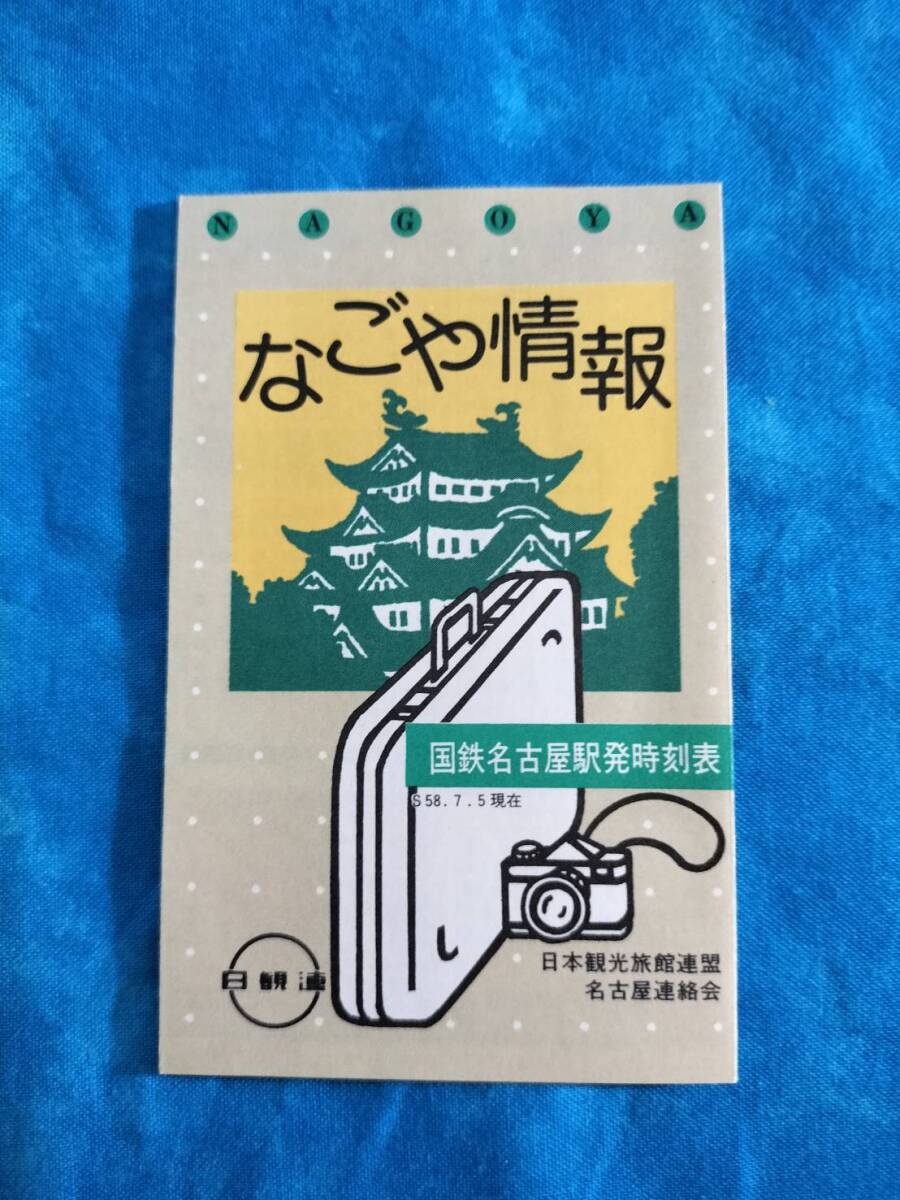 NAGOYA
なごや情報
国鉄名古屋駅発時刻表
S58.7.5現在
日観連
日本観光旅館連盟
名古屋連絡会